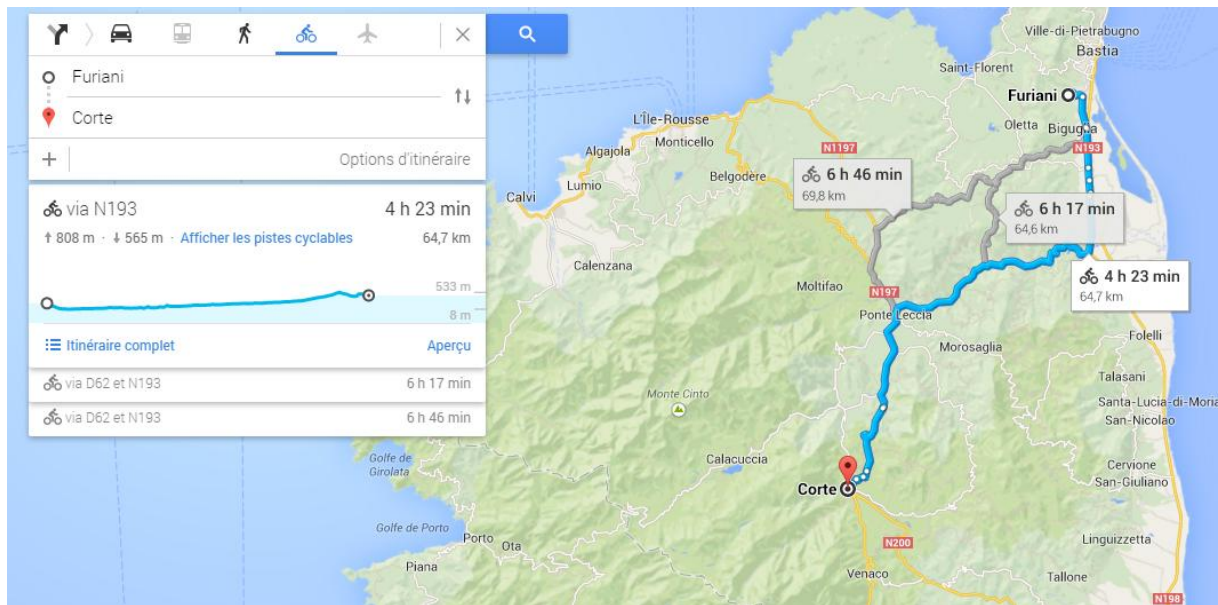 Furiani
Corte
Options d'itinéraire
via N193 4 h 23 min
↑ 808 m · ↓ 565 m · Afficher les pistes cyclables 64,7 km
533 m
8 m
Itinéraire complet Aperçu
via D62 et N193 6 h 17 min
via D62 et N193 6 h 46 min
Ville-di-Pietrabugno
Bastia
Saint-Florent
Furiani
L'Île-Rousse
Oletta Biguglia
Algajola Monticello N1197 N193
Belgodère
6 h 46 min
69,8 km
Calvi Lumio
6 h 17 min
64,6 km
Calenzana
4 h 23 min
64,7 km
Moltifao N197
Ponte Leccia
Folelli
Morosaglia
Talasani
Monte Cinto
Santa-Lucia-di-Moria
San-Nicolao
Golfe de
Girolata
Calacuccia
Cervione
San-Giuliano
Corte
Golfe de Porto
Porto Ota
N200
Linguizzetta
Piana
Venaco
Tallone
N198